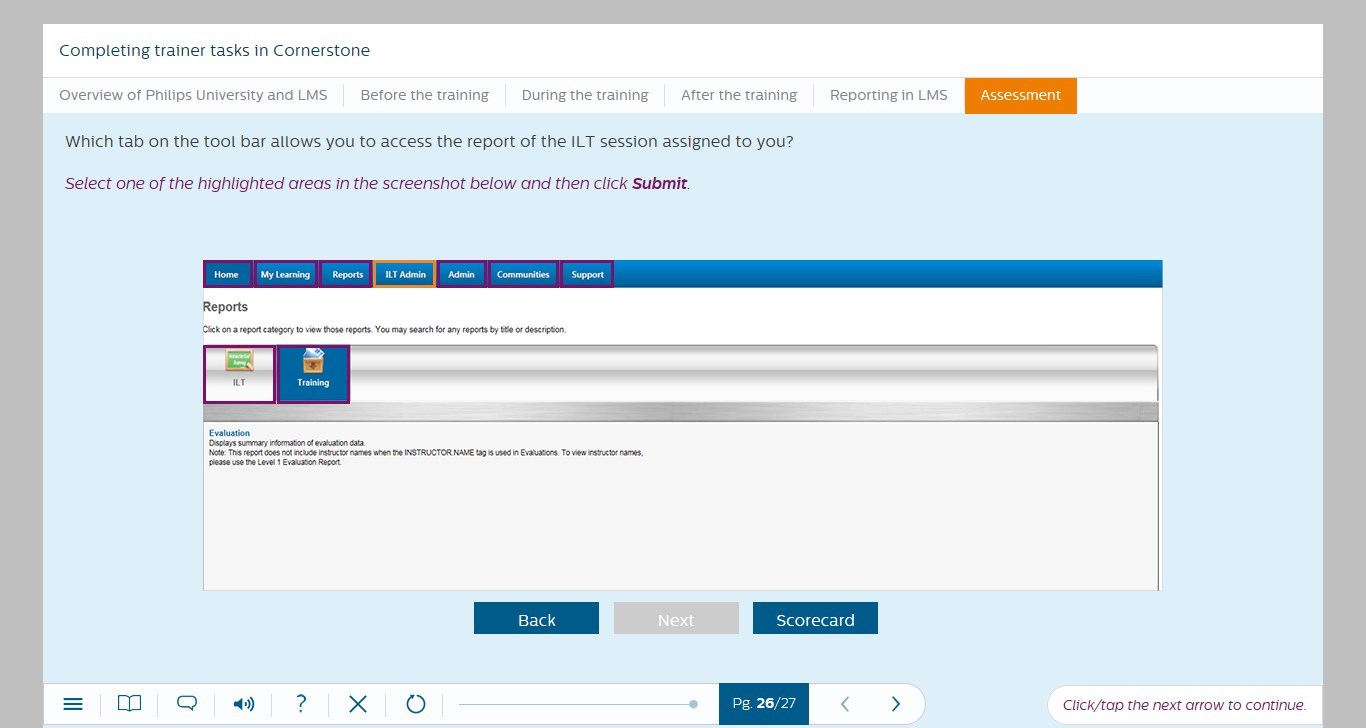 Completing trainer tasks in Cornerstone
Overview of Philips University and LMS Before the training During the training After the training Reporting in LMS Assessment
Which tab on the tool bar allows you to access the report of the ILT session assigned to you?
Select one of the highlighted areas in the screenshot below and then click Submit.
Home My Learning Reports ILT Admin Admin Communities Support
Reports
Click on a report category to view those reports. You may search for any reports by title or description.
ILT Training
Evaluation
Displays summary information of evaluation data.
Note: This report does not include instructor names when the INSTRUCTOR.NAME tag is used in Evaluations. To view instructor names,
please use the Level 1 Evaluation Report.
Back Next Scorecard
? Pg. 26/27 Click/tap the next arrow to continue.